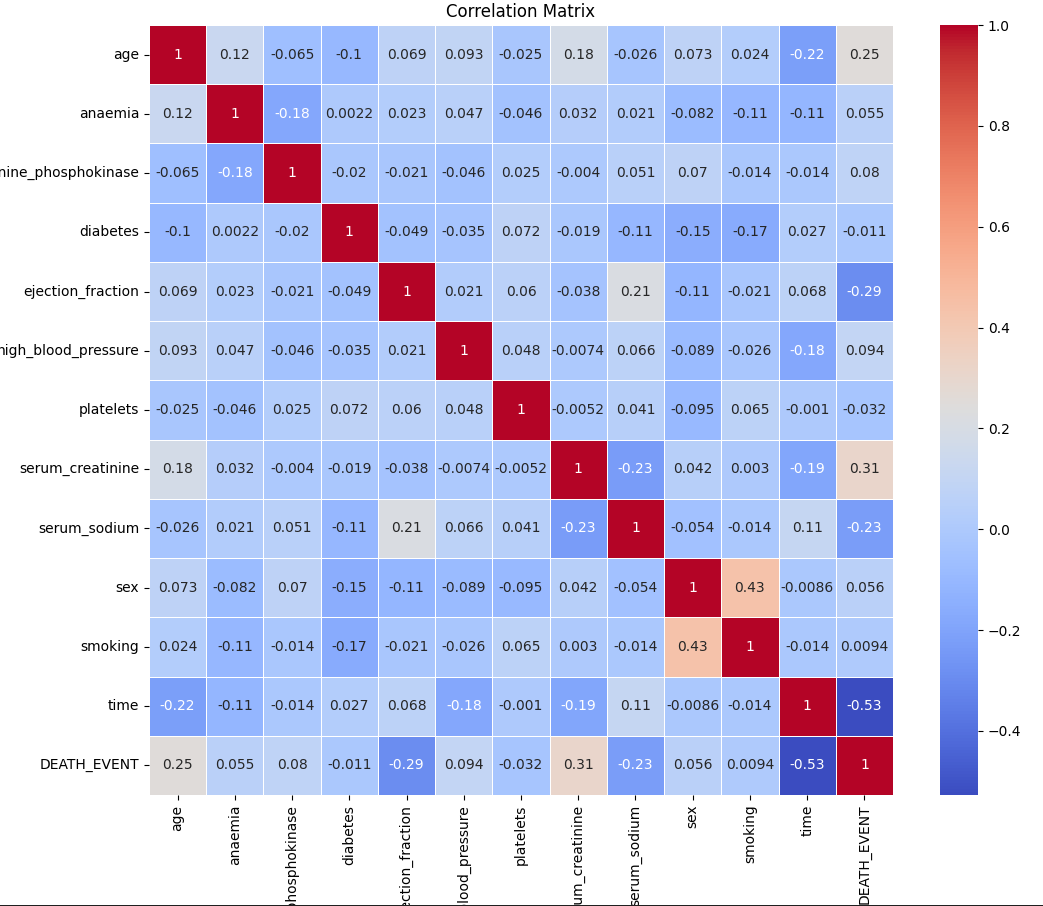 Correlation Matrix
age 1 0.12 -0.065 -0.1 0.069 0.093 -0.025 0.18 -0.026 0.073 0.024 -0.22 0.25
anaemia 0.12 1 -0.18 0.0022 0.023 0.047 -0.046 0.032 0.021 -0.082 -0.11 -0.11 0.055
nine_phosphokinase -0.065 -0.18 1 -0.02 -0.021 -0.046 0.025 -0.004 0.051 0.07 -0.014 -0.014 0.08
diabetes -0.1 0.0022 -0.02 1 -0.049 -0.035 0.072 -0.019 -0.11 -0.15 -0.17 0.027 -0.011
ejection_fraction 0.069 0.023 -0.021 -0.049 1 0.021 0.06 -0.038 0.21 -0.11 -0.021 0.068 -0.29
high_blood_pressure 0.093 0.047 -0.046 -0.035 0.021 1 0.048 -0.0074 0.066 -0.089 -0.026 -0.18 0.094
platelets -0.025 -0.046 0.025 0.072 0.06 0.048 1 -0.0052 0.041 -0.095 0.065 -0.001 -0.032
serum_creatinine 0.18 0.032 -0.004 -0.019 -0.038 -0.0074 -0.0052 1 -0.23 0.042 0.003 -0.19 0.31
serum_sodium -0.026 0.021 0.051 -0.11 0.21 0.066 0.041 -0.23 1 -0.054 -0.014 0.11 -0.23
sex 0.073 -0.082 0.07 -0.15 -0.11 -0.089 -0.095 0.042 -0.054 1 0.43 -0.0086 0.056
smoking 0.024 -0.11 -0.014 -0.17 -0.021 -0.026 0.065 0.003 -0.014 0.43 1 -0.014 0.0094
time -0.22 -0.11 -0.014 0.027 0.068 -0.18 -0.001 -0.19 0.11 -0.0086 -0.014 1 -0.53
DEATH_EVENT 0.25 0.055 0.08 -0.011 -0.29 0.094 -0.032 0.31 -0.23 0.056 0.0094 -0.53 1
age
anaemia
phosphokinase
diabetes
ection_fraction
lood_pressure
platelets
um_creatinine
serum_sodium
sex
smoking
time
DEATH_EVENT
1.0
0.8
0.6
0.4
0.2
0.0
−0.2
−0.4